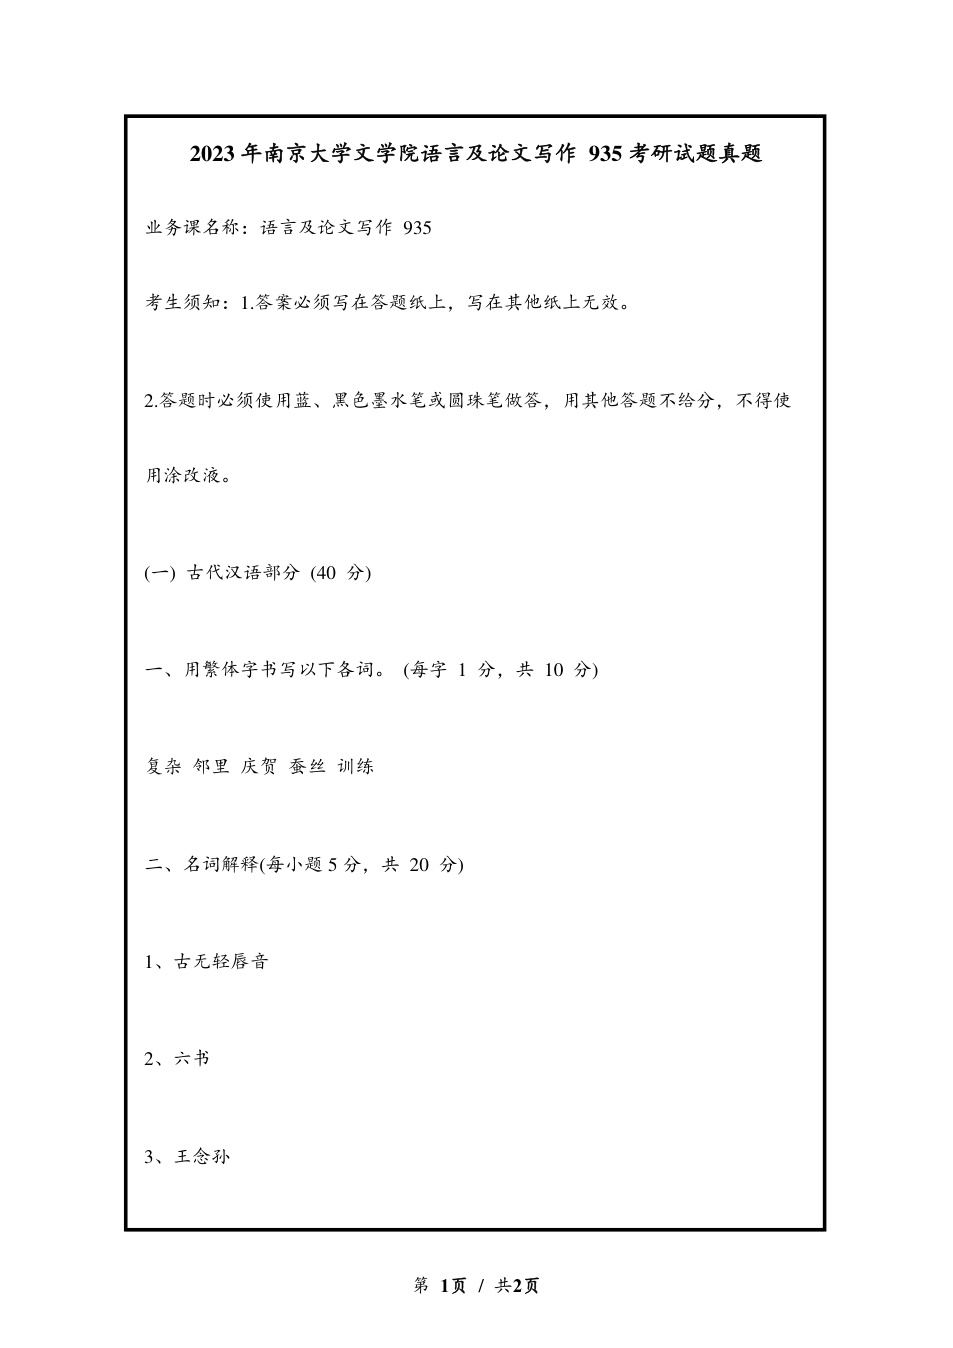 2023 年南京大学文学院语言及论文写作 935 考研试题真题
业务课名称：语言及论文写作 935
考生须知：1.答案必须写在答题纸上，写在其他纸上无效。
2.答题时必须使用蓝、黑色墨水笔或圆珠笔做答，用其他答题不给分，不得使
用涂改液。
(一) 古代汉语部分 (40 分)
一、用繁体字书写以下各词。 (每字 1 分，共 10 分)
复杂 邻里 庆贺 蚕丝 训练
二、名词解释(每小题 5 分，共 20 分)
1、古无轻唇音
2、六书
3、王念孙
第 1页 / 共2页